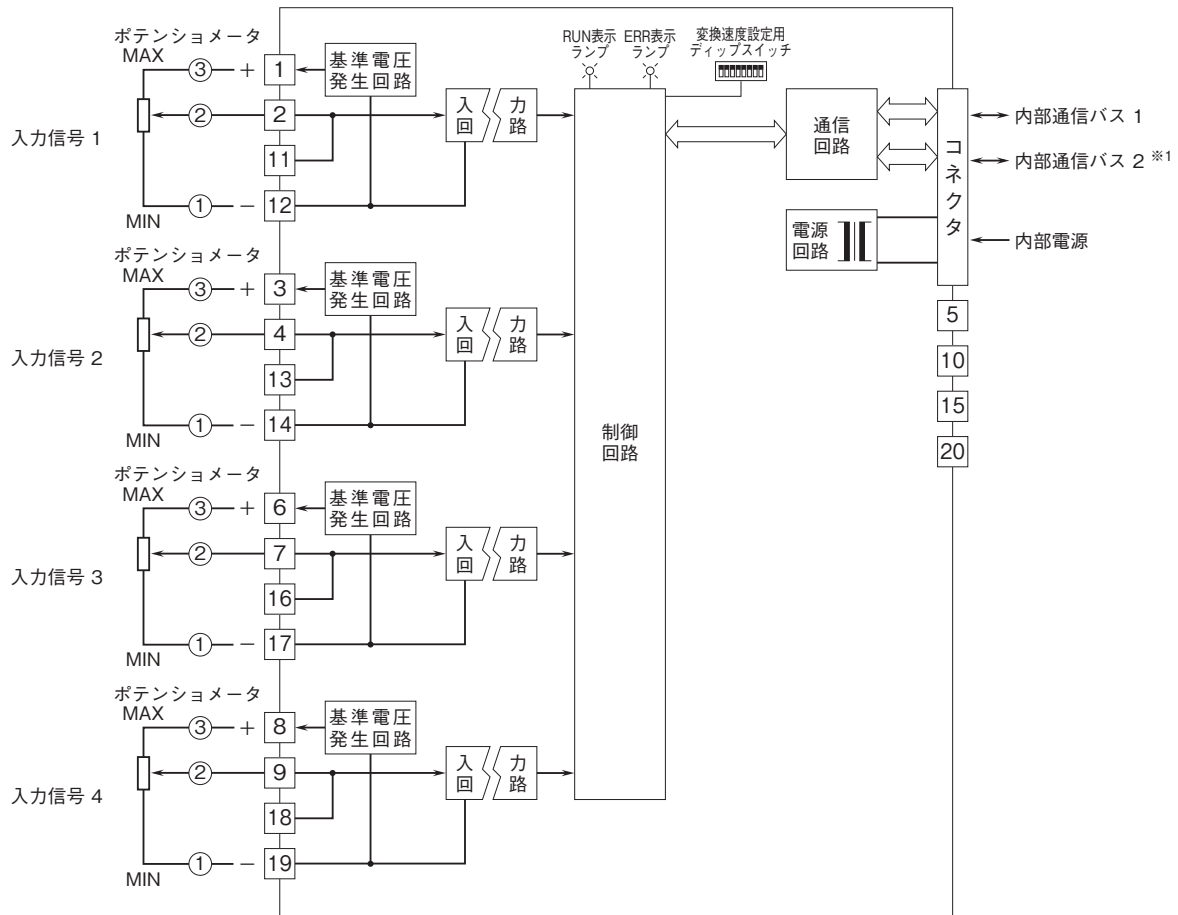 ポテンショメータ
MAX
③ + 1
基準電圧
発生回路
② 2
入 力
回 路
入力信号 1
11
① − 12
MIN
ポテンショメータ
MAX
③ + 3
基準電圧
発生回路
② 4
入 力
回 路
入力信号 2
13
① − 14
MIN
ポテンショメータ
MAX
③ + 6
基準電圧
発生回路
② 7
入 力
回 路
入力信号 3
16
① − 17
MIN
ポテンショメータ
MAX
③ + 8
基準電圧
発生回路
② 9
入 力
回 路
入力信号 4
18
① − 19
MIN
RUN表示
ランプ
ERR表示
ランプ
変換速度設定用
ディップスイッチ
制御
回路
通信
回路
電源
回路
コネクタ
内部通信バス 1
内部通信バス 2 ※1
内部電源
5
10
15
20